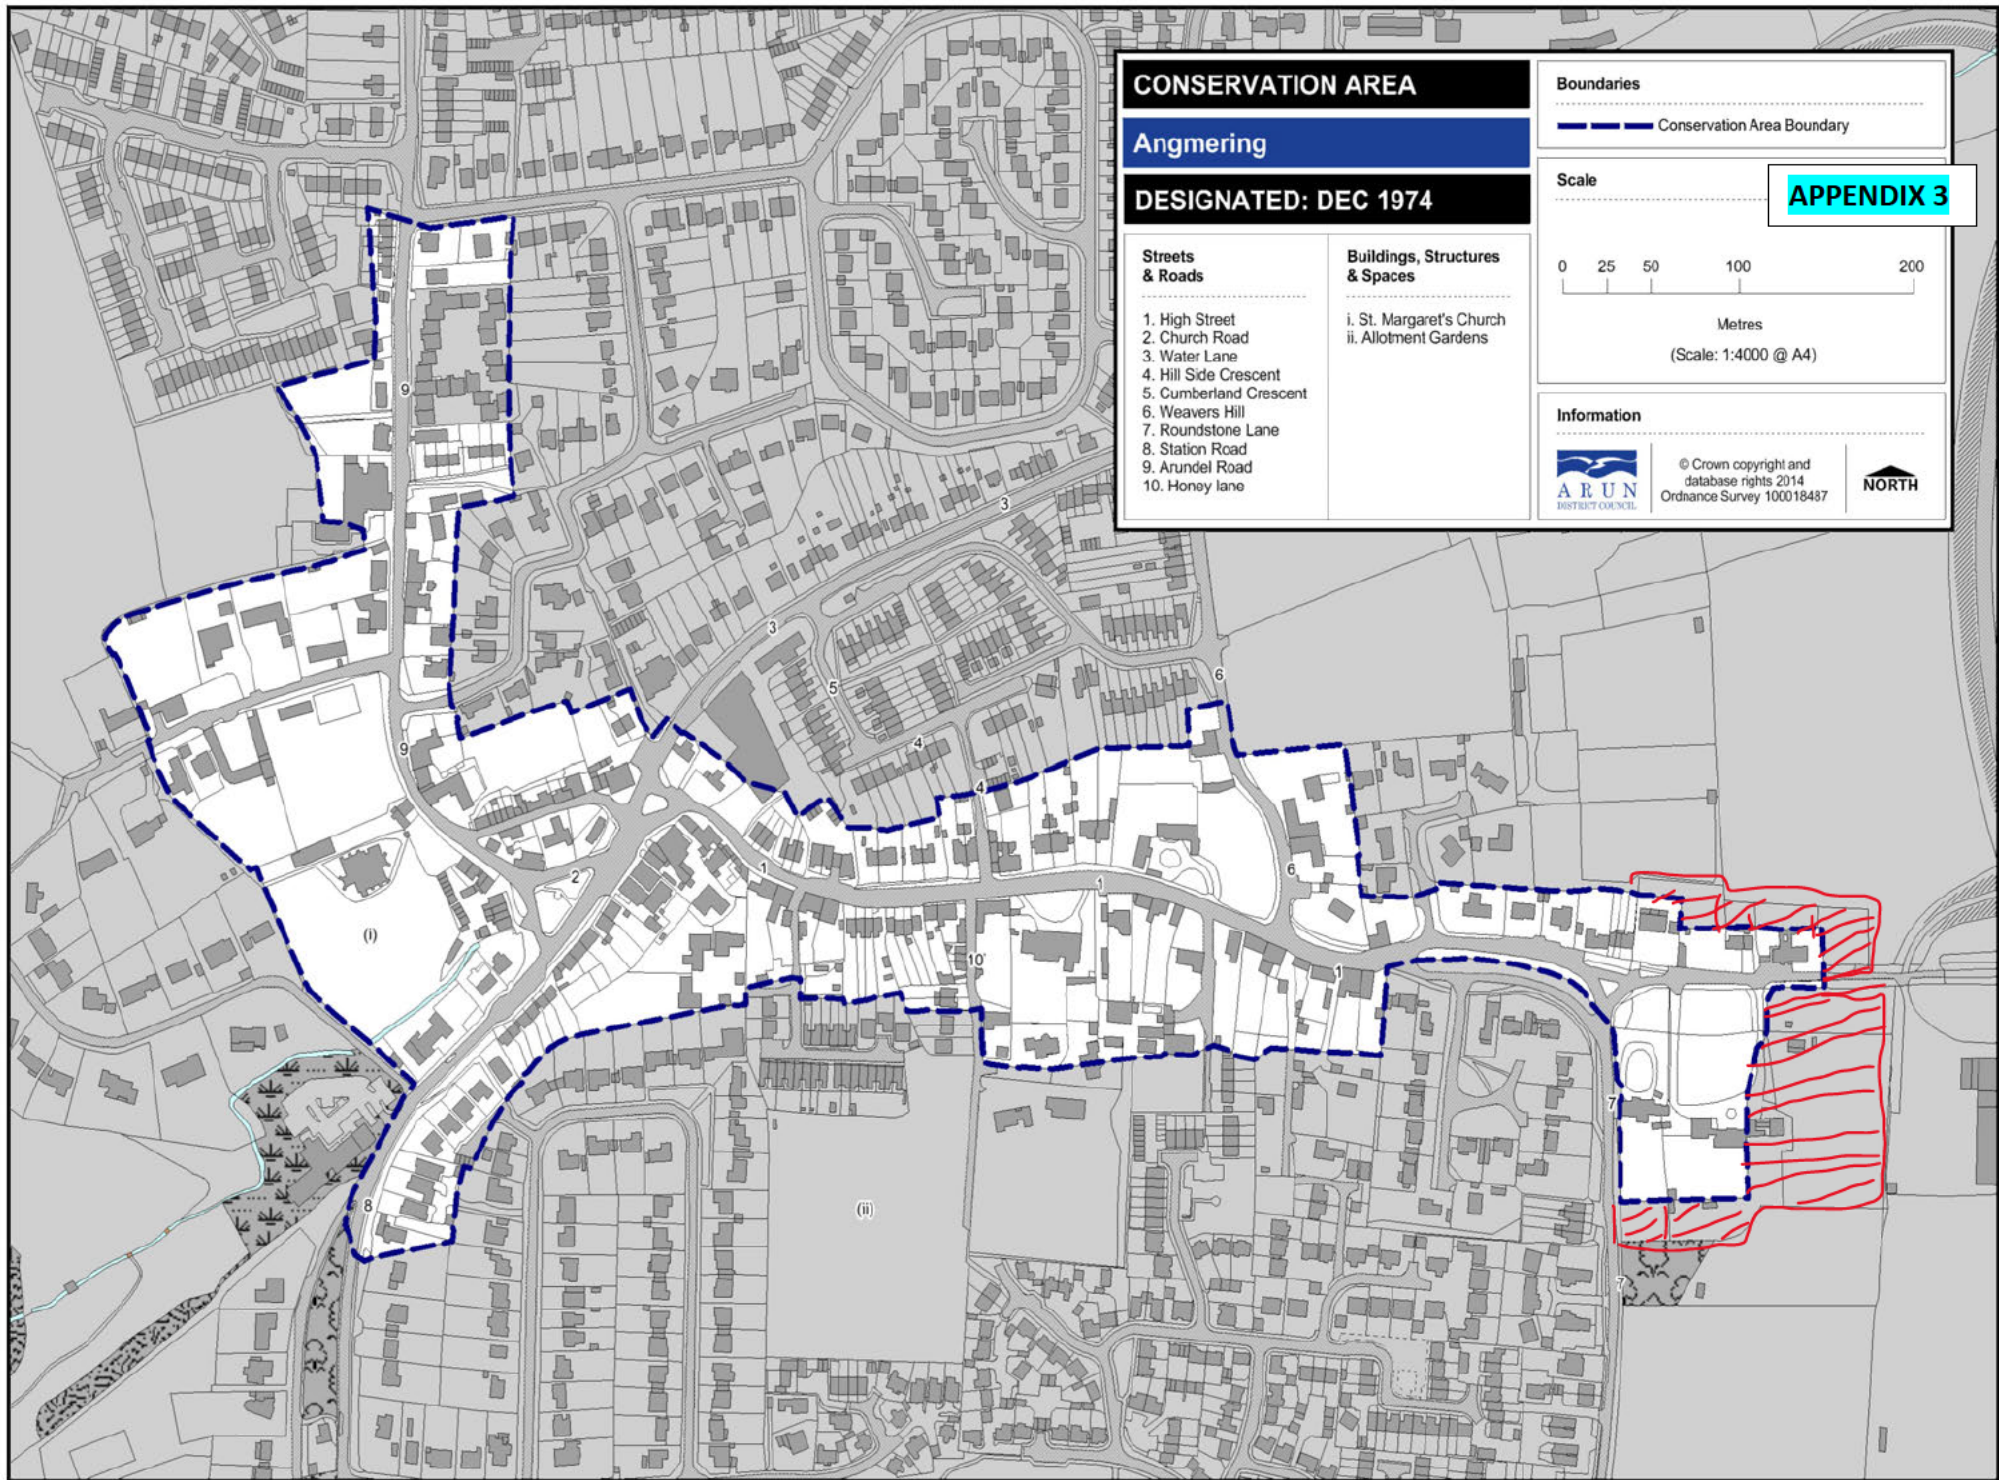 CONSERVATION AREA
Angmering
DESIGNATED: DEC 1974
Streets
& Roads
1. High Street
2. Church Road
3. Water Lane
4. Hill Side Crescent
5. Cumberland Crescent
6. Weavers Hill
7. Roundstone Lane
8. Station Road
9. Arundel Road
10. Honey lane
Buildings, Structures
& Spaces
i. St. Margaret's Church
ii. Allotment Gardens
Boundaries
Conservation Area Boundary
Scale
APPENDIX 3
0 25 50 100 200
Metres
(Scale: 1:4000 @ A4)
Information
ARUN
DISTRICT COUNCIL
© Crown copyright and
database rights 2014
Ordnance Survey 100018487
NORTH
9
3
3
6
5
9
4
4
1
2
1
6
(i)
10
1
7
8
(ii)
7